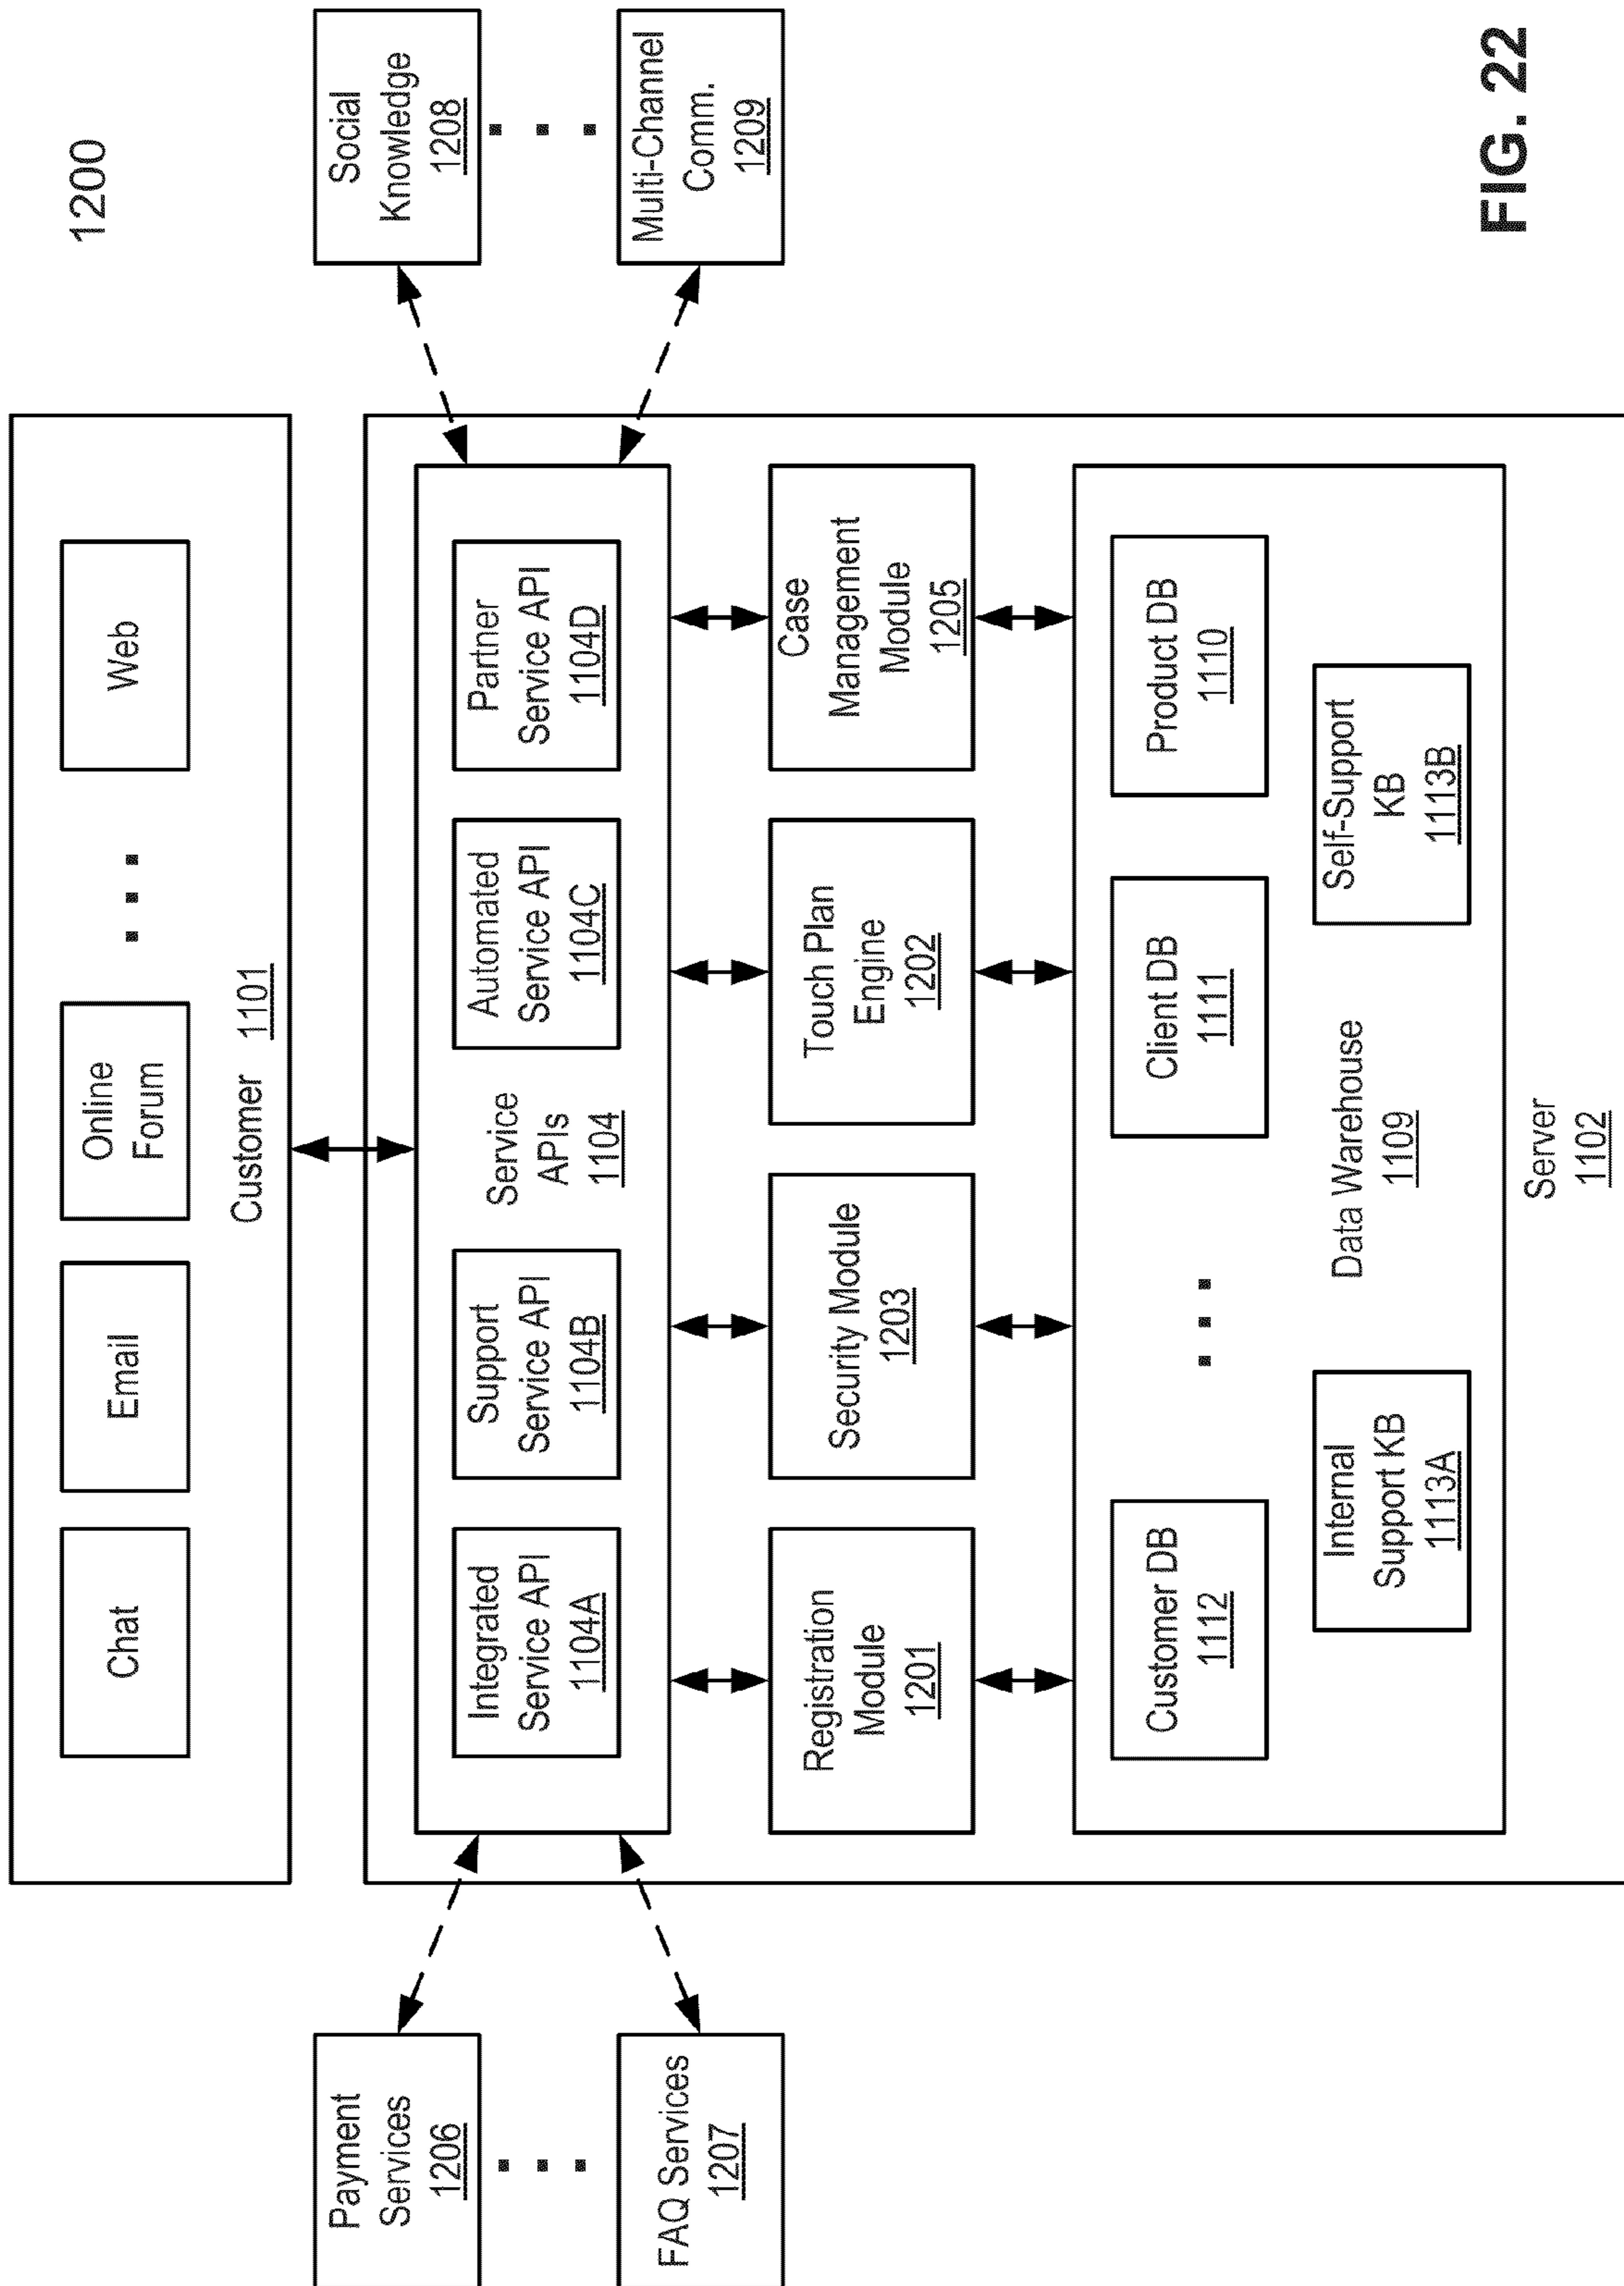 1200
Chat
Email
Online
Forum
Web
Customer 1101
Payment
Services
1206
FAQ Services
1207
Integrated
Service API
1104A
Support
Service API
1104B
Service
APIs
1104
Automated
Service API
1104C
Partner
Service API
1104D
Social
Knowledge
1208
Multi-Channel
Comm.
1209
Registration
Module
1201
Security Module
1203
Touch Plan
Engine
1202
Case
Management
Module
1205
Customer DB
1112
Client DB
1111
Product DB
1110
Internal
Support KB
1113A
Data Warehouse
1109
Self-Support
KB
1113B
Server
1102
FIG. 22